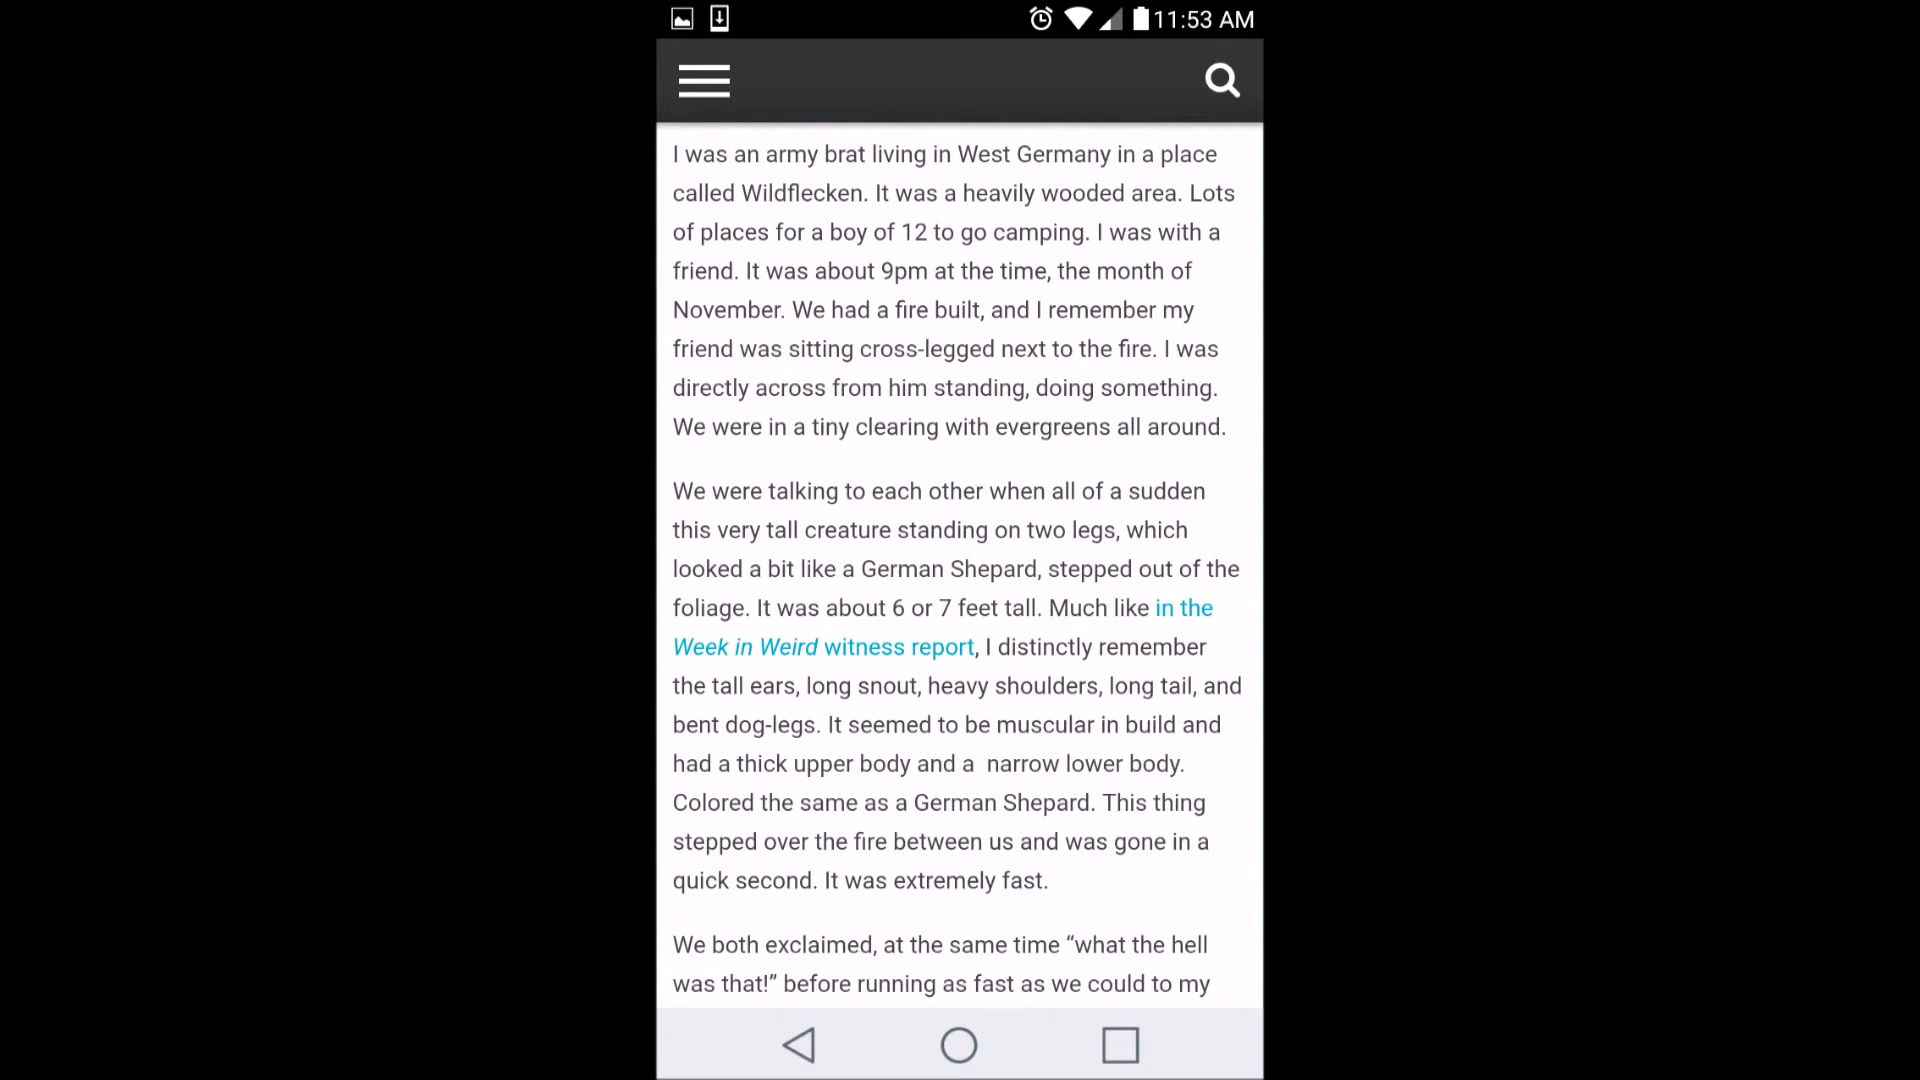 11:53 AM
I was an army brat living in West Germany in a place
called Wildflecken. It was a heavily wooded area. Lots
of places for a boy of 12 to go camping. I was with a
friend. It was about 9pm at the time, the month of
November. We had a fire built, and I remember my
friend was sitting cross-legged next to the fire. I was
directly across from him standing, doing something.
We were in a tiny clearing with evergreens all around.
We were talking to each other when all of a sudden
this very tall creature standing on two legs, which
looked a bit like a German Shepard, stepped out of the
foliage. It was about 6 or 7 feet tall. Much like in the
Week in Weird witness report, I distinctly remember
the tall ears, long snout, heavy shoulders, long tail, and
bent dog-legs. It seemed to be muscular in build and
had a thick upper body and a  narrow lower body.
Colored the same as a German Shepard. This thing
stepped over the fire between us and was gone in a
quick second. It was extremely fast.
We both exclaimed, at the same time “what the hell
was that!” before running as fast as we could to my